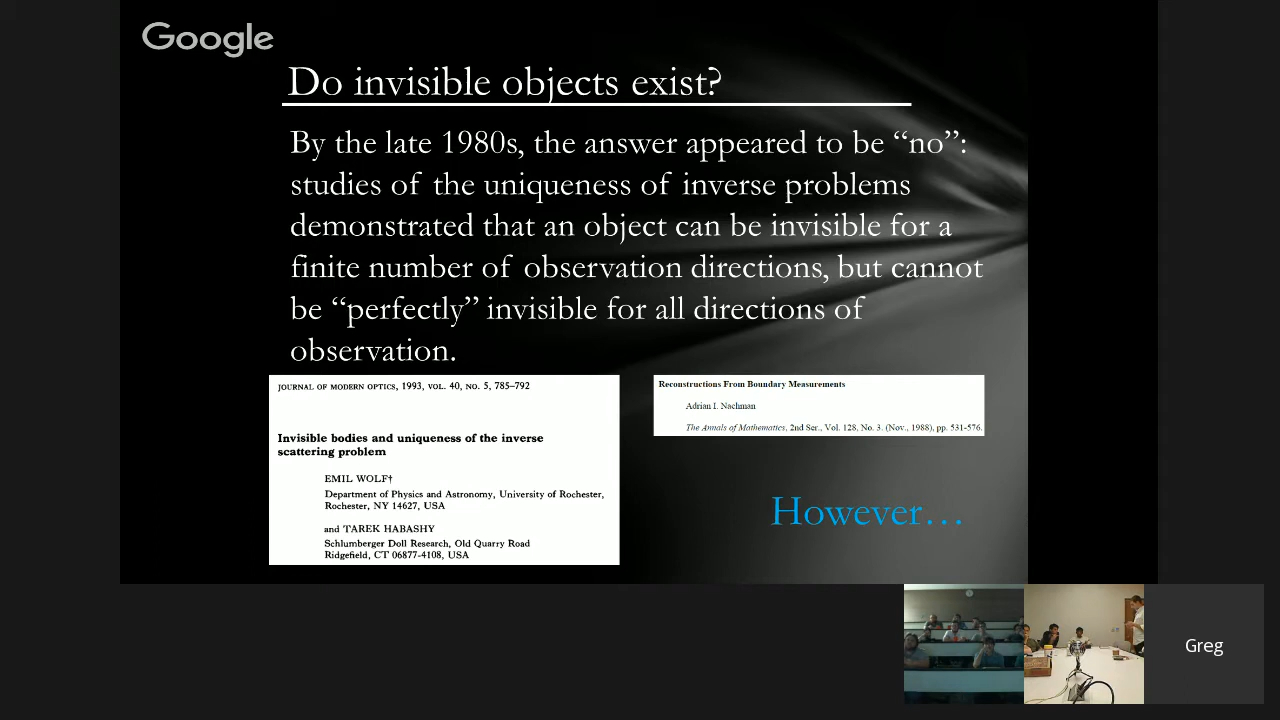 Google
Do invisible objects exist?
By the late 1980s, the answer appeared to be “no”:
studies of the uniqueness of inverse problems
demonstrated that an object can be invisible for a
finite number of observation directions, but cannot
be “perfectly” invisible for all directions of
observation.
JOURNAL OF MODERN OPTICS, 1993, VOL. 40, NO. 5, 785–792
Invisible bodies and uniqueness of the inverse
scattering problem
EMIL WOLF†
Department of Physics and Astronomy, University of Rochester,
Rochester, NY 14627, USA
and TAREK HABASHY
Schlumberger Doll Research, Old Quarry Road
Ridgefield, CT 06877-4108, USA
Reconstructions From Boundary Measurements
Adrian I. Nachman
The Annals of Mathematics, 2nd Ser., Vol. 128, No. 3. (Nov., 1988), pp. 531-576.
However…
Greg